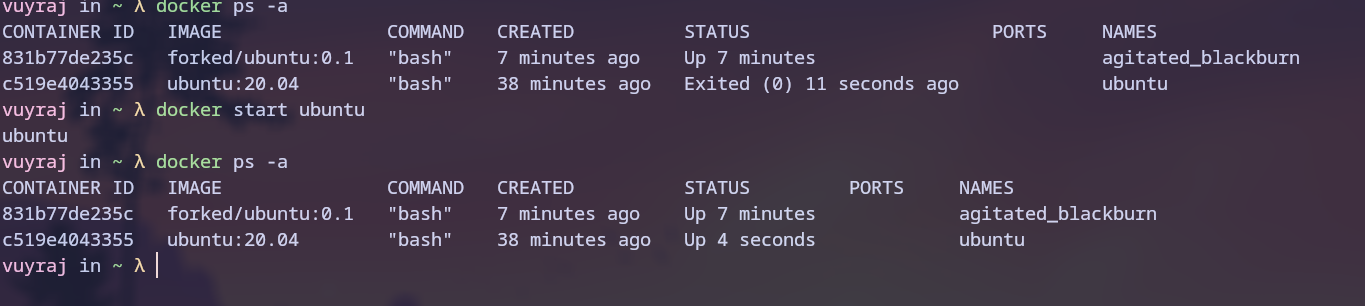 vuyraj in ~ λ docker ps -a
CONTAINER ID   IMAGE               COMMAND   CREATED          STATUS                      PORTS     NAMES
831b77de235c   forked/ubuntu:0.1   "bash"    7 minutes ago    Up 7 minutes                          agitated_blackburn
c519e4043355   ubuntu:20.04        "bash"    38 minutes ago   Exited (0) 11 seconds ago             ubuntu
vuyraj in ~ λ docker start ubuntu
ubuntu
vuyraj in ~ λ docker ps -a
CONTAINER ID   IMAGE               COMMAND   CREATED          STATUS         PORTS     NAMES
831b77de235c   forked/ubuntu:0.1   "bash"    7 minutes ago    Up 7 minutes             agitated_blackburn
c519e4043355   ubuntu:20.04        "bash"    38 minutes ago   Up 4 seconds             ubuntu
vuyraj in ~ λ